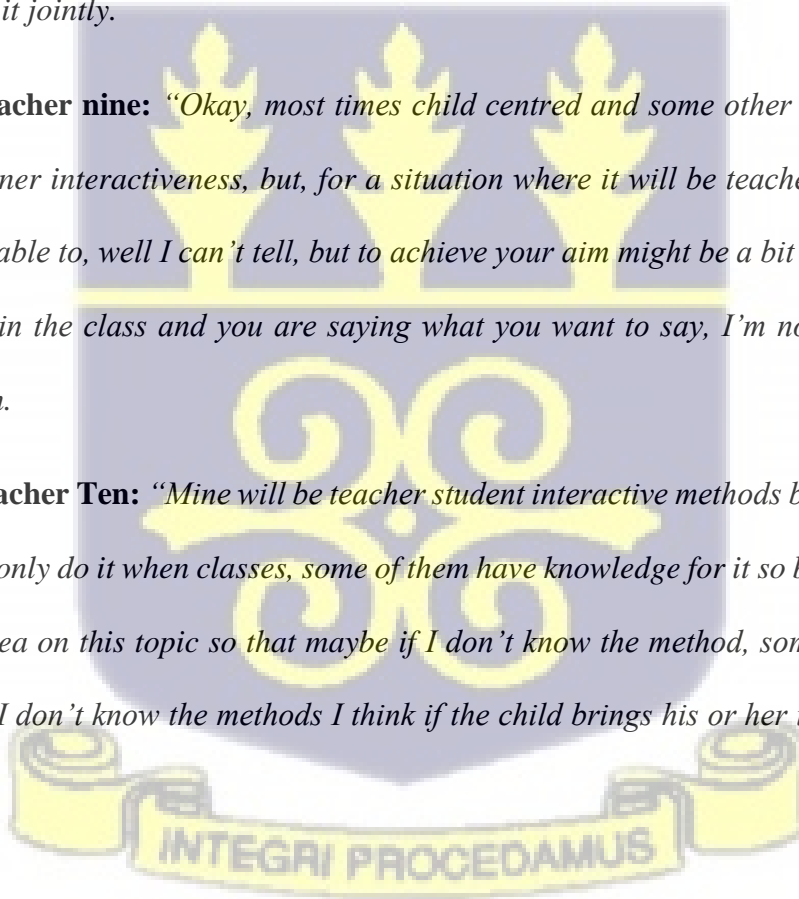 it jointly.
acher nine: “Okay, most times child centred and some other
ner interactiveness, but, for a situation where it will be teache
able to, well I can’t tell, but to achieve your aim might be a bit
in the class and you are saying what you want to say, I’m no
.
acher Ten: “Mine will be teacher student interactive methods b
only do it when classes, some of them have knowledge for it so b
ea on this topic so that maybe if I don’t know the method, som
I don’t know the methods I think if the child brings his or her
INTEGRI PROCEDAMUS